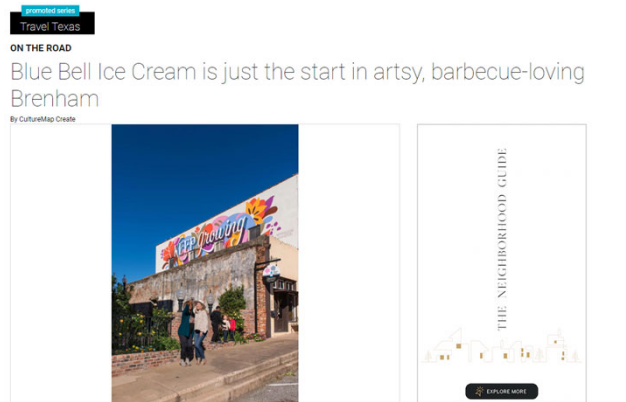 promoted series
Travel Texas
ON THE ROAD
Blue Bell Ice Cream is just the start in artsy, barbecue-loving
Brenham
By CultureMap Create
KEEP Growing
THE NEIGHBORHOOD GUIDE
EXPLORE MORE